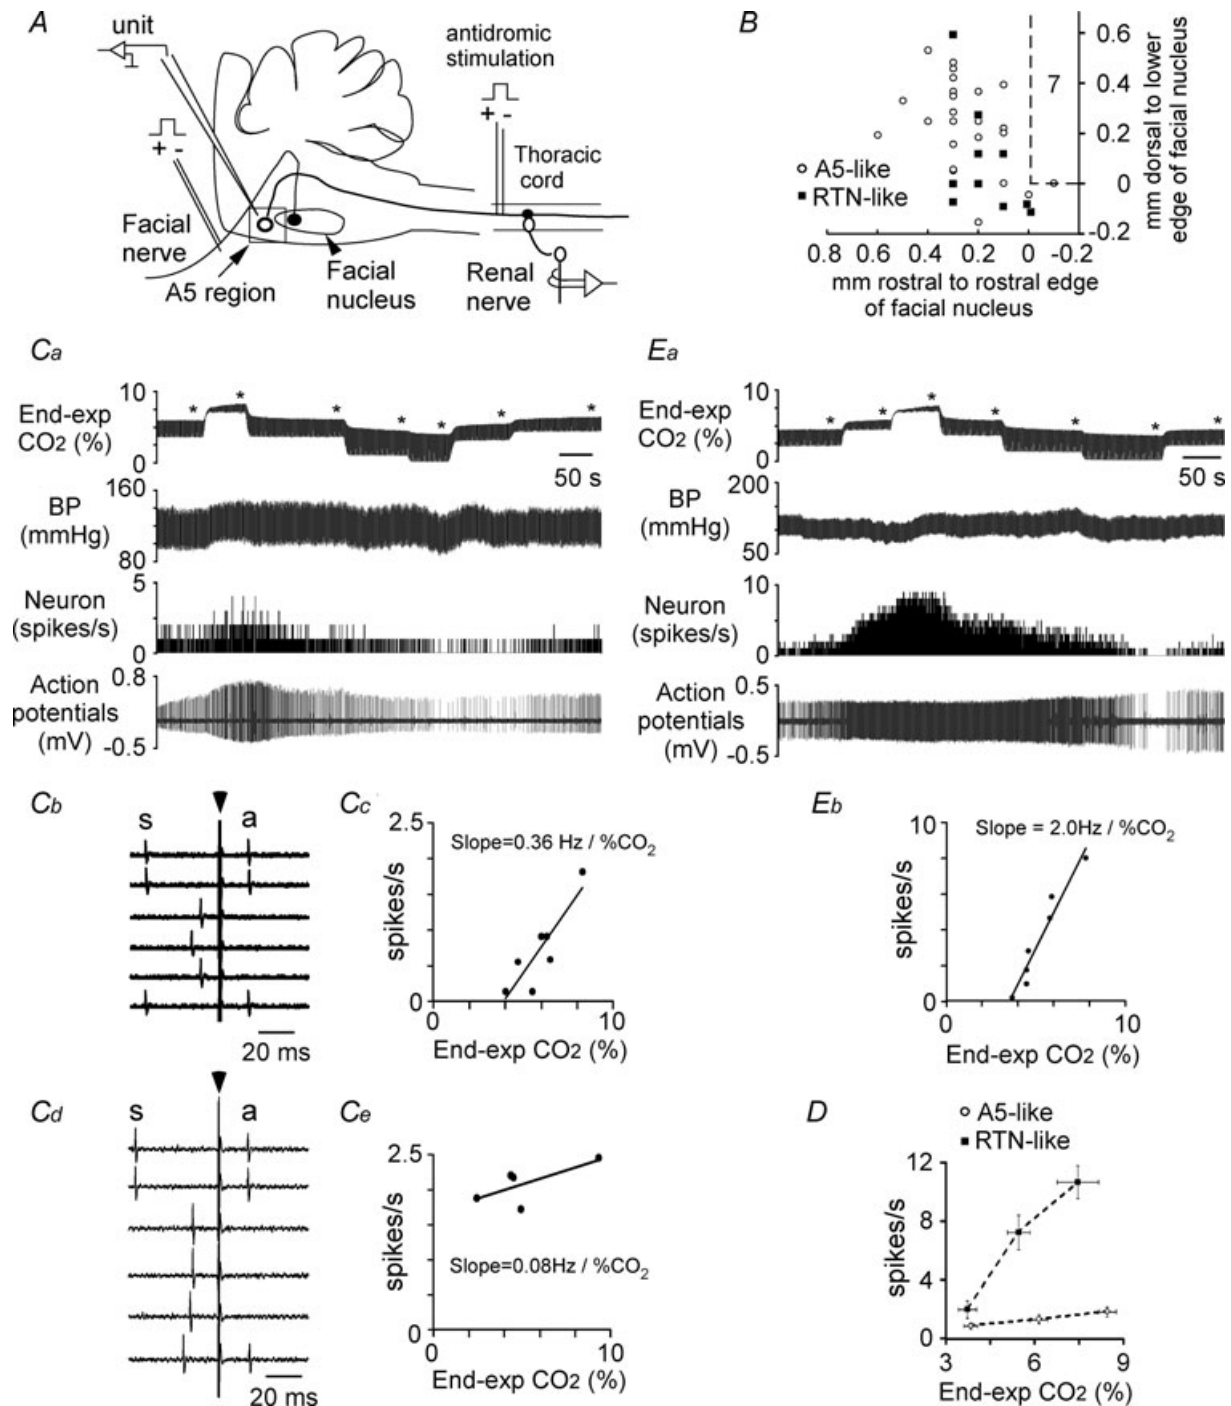 A
unit
antidromic
stimulation
+ -
+ -
Thoracic
cord
Facial
nerve
A5 region
Facial
nucleus
Renal
nerve
B
0.6
0.4
0.2
0
-0.2
7
A5-like
RTN-like
0.8 0.6 0.4 0.2 0 -0.2
mm rostral to rostral edge
of facial nucleus
mm dorsal to lower
edge of facial nucleus
Ca
End-exp
CO2 (%)
10
0
* * * * * * *
50 s
BP
(mmHg)
160
80
Neuron
(spikes/s)
5
0
Action
potentials
(mV)
0.8
-0.5
Ea
End-exp
CO2 (%)
10
5
0
* * * * * * *
50 s
BP
(mmHg)
200
50
Neuron
(spikes/s)
10
0
Action
potentials
(mV)
0.5
-0.5
Cb
s a
20 ms
Cc
2.5
0
spikes/s
Slope=0.36 Hz / %CO2
0 10
End-exp CO2 (%)
Eb
10
0
spikes/s
Slope = 2.0Hz / %CO2
0 10
End-exp CO2 (%)
Cd
s a
20 ms
Ce
2.5
0
spikes/s
Slope=0.08Hz / %CO2
0 10
End-exp CO2 (%)
D
A5-like
RTN-like
12
8
4
0
spikes/s
3 6 9
End-exp CO2 (%)